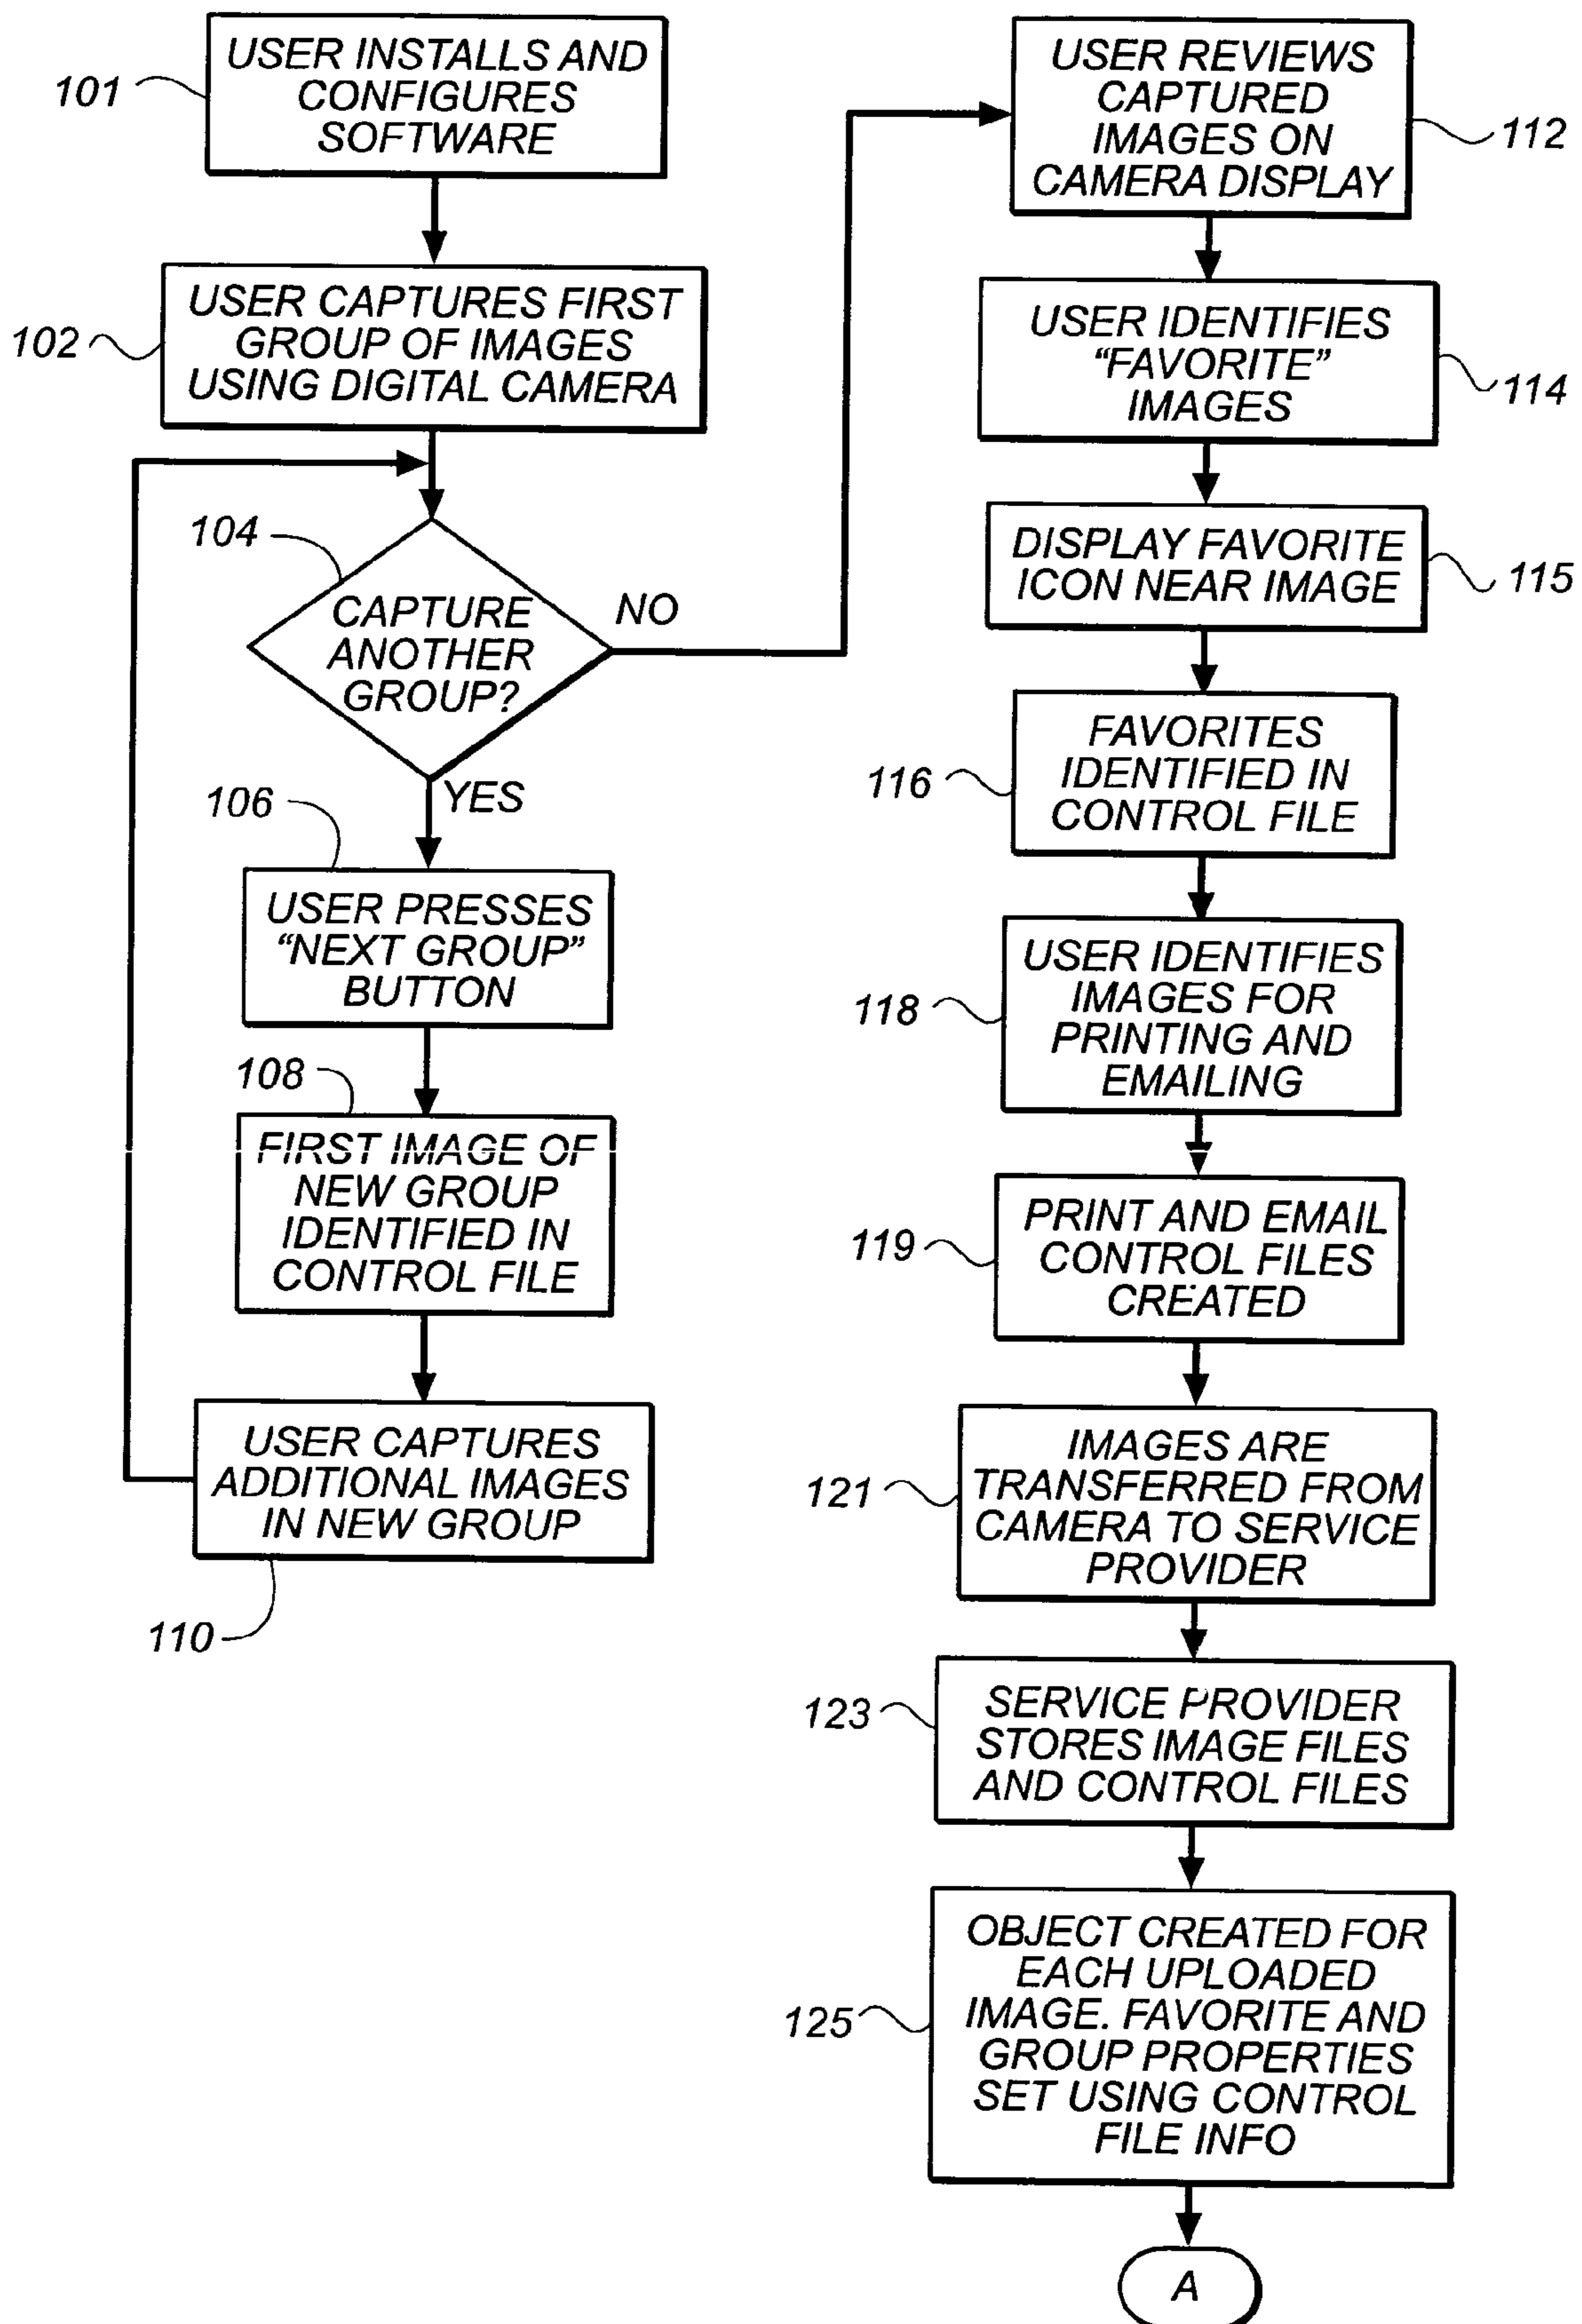 101
USER INSTALLS AND
CONFIGURES
SOFTWARE
102
USER CAPTURES FIRST
GROUP OF IMAGES
USING DIGITAL CAMERA
104
CAPTURE
ANOTHER
GROUP?
NO
YES
106
USER PRESSES
“NEXT GROUP”
BUTTON
108
FIRST IMAGE OF
NEW GROUP
IDENTIFIED IN
CONTROL FILE
USER CAPTURES
ADDITIONAL IMAGES
IN NEW GROUP
110
USER REVIEWS
CAPTURED
IMAGES ON
CAMERA DISPLAY
112
USER IDENTIFIES
“FAVORITE”
IMAGES
114
DISPLAY FAVORITE
ICON NEAR IMAGE
115
FAVORITES
IDENTIFIED IN
CONTROL FILE
116
USER IDENTIFIES
IMAGES FOR
PRINTING AND
EMAILING
118
PRINT AND EMAIL
CONTROL FILES
CREATED
119
IMAGES ARE
TRANSFERRED FROM
CAMERA TO SERVICE
PROVIDER
121
SERVICE PROVIDER
STORES IMAGE FILES
AND CONTROL FILES
123
OBJECT CREATED FOR
EACH UPLOADED
IMAGE. FAVORITE AND
GROUP PROPERTIES
SET USING CONTROL
FILE INFO
125
A